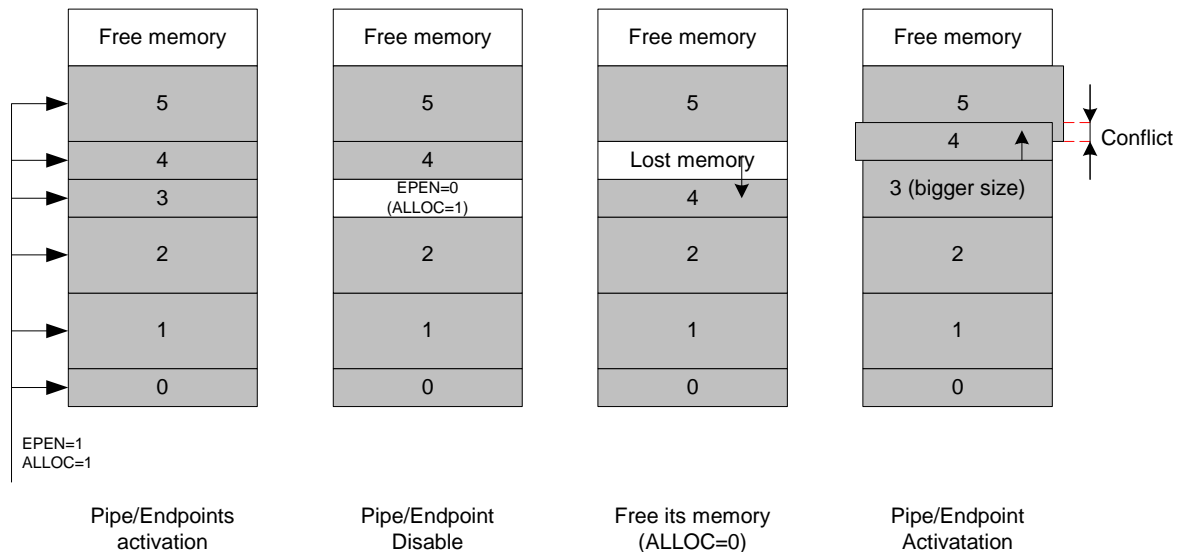 Free memory
5
4
3
2
1
0
EPEN=1
ALLOC=1
Pipe/Endpoints
activation
Free memory
5
4
EPEN=0
(ALLOC=1)
2
1
0
Pipe/Endpoint
Disable
Free memory
5
Lost memory
4
2
1
0
Free its memory
(ALLOC=0)
Free memory
5
4
Conflict
3 (bigger size)
2
1
0
Pipe/Endpoint
Activatation